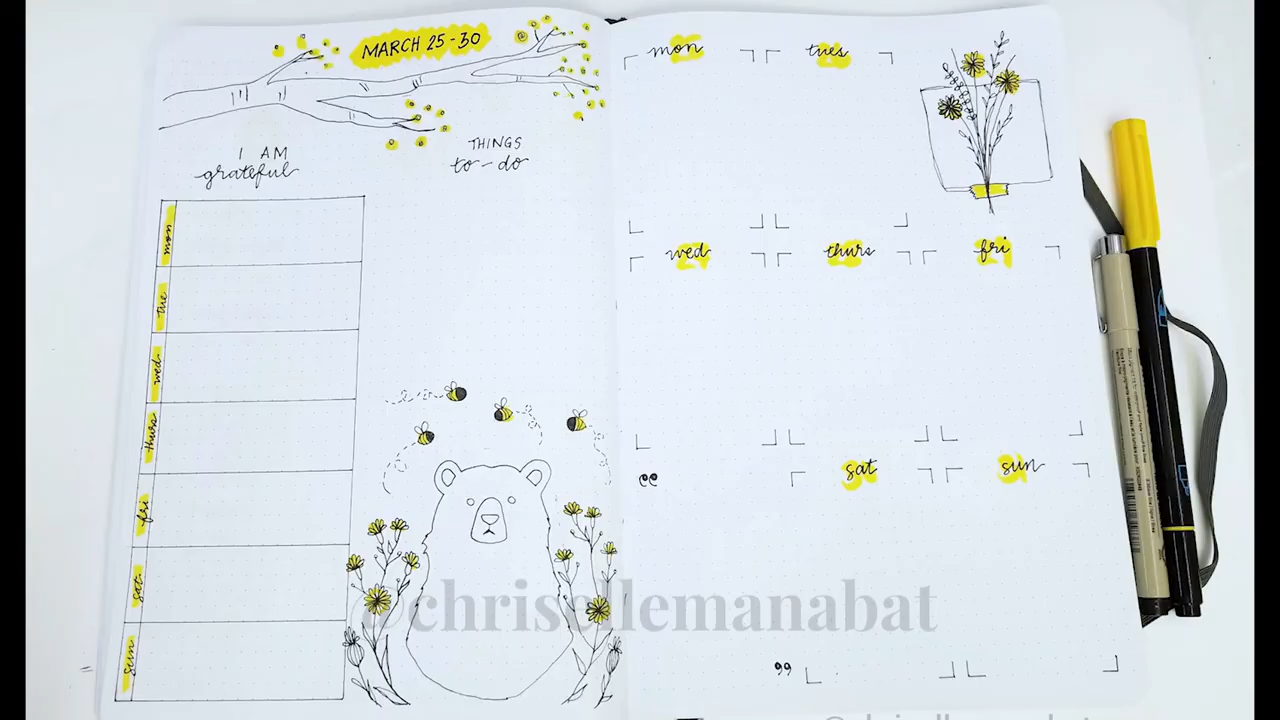 MARCH 25-30
I AM
grateful
THINGS
to-do
mon
tue
wed
thurs
fri
sat
sun
mon
tues
wed
thurs
fri
sat
sun
@chrisellemanabat